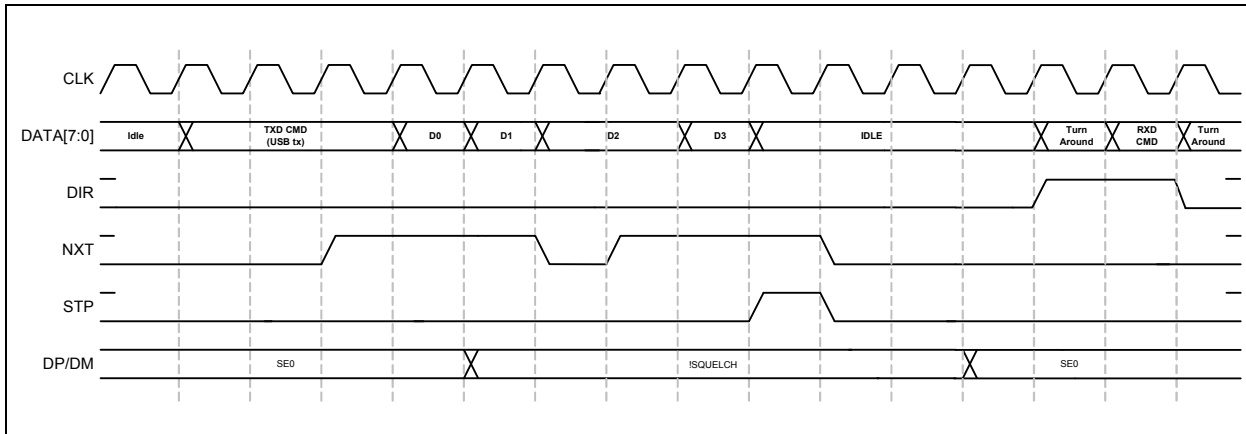 CLK
DATA[7:0]
Idle
TXD CMD
(USB tx)
D0
D1
D2
D3
IDLE
Turn
Around
RXD
CMD
Turn
Around
DIR
NXT
STP
DP/DM
SE0
!SQUELCH
SE0